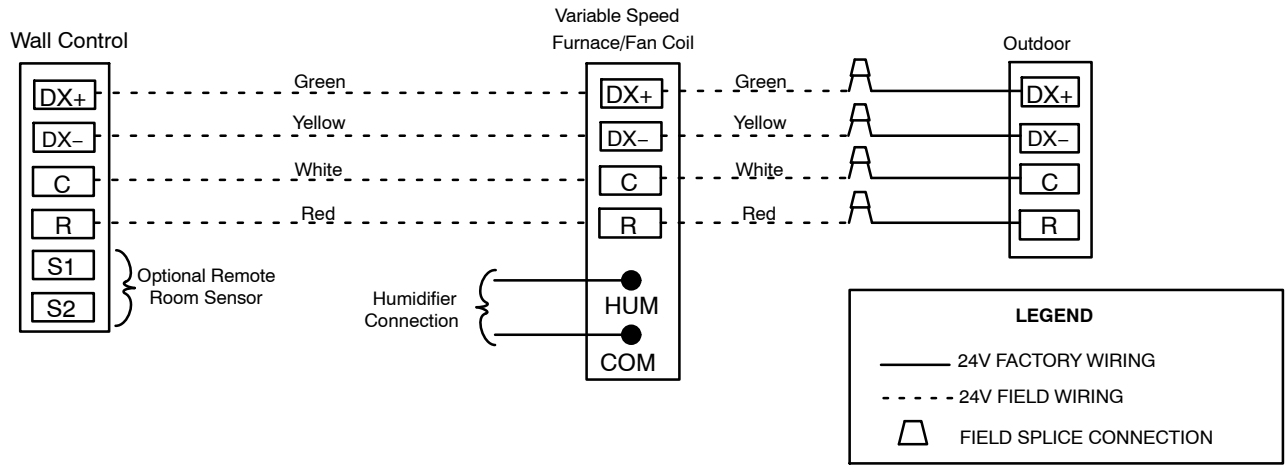 Variable Speed
Furnace/Fan Coil
Wall Control
Outdoor
DX+ Green DX+ Green DX+
DX− Yellow DX− Yellow DX−
C White C White C
R Red R Red R
S1
S2
Optional Remote
Room Sensor
Humidifier
Connection
HUM
COM
LEGEND
24V FACTORY WIRING
24V FIELD WIRING
FIELD SPLICE CONNECTION